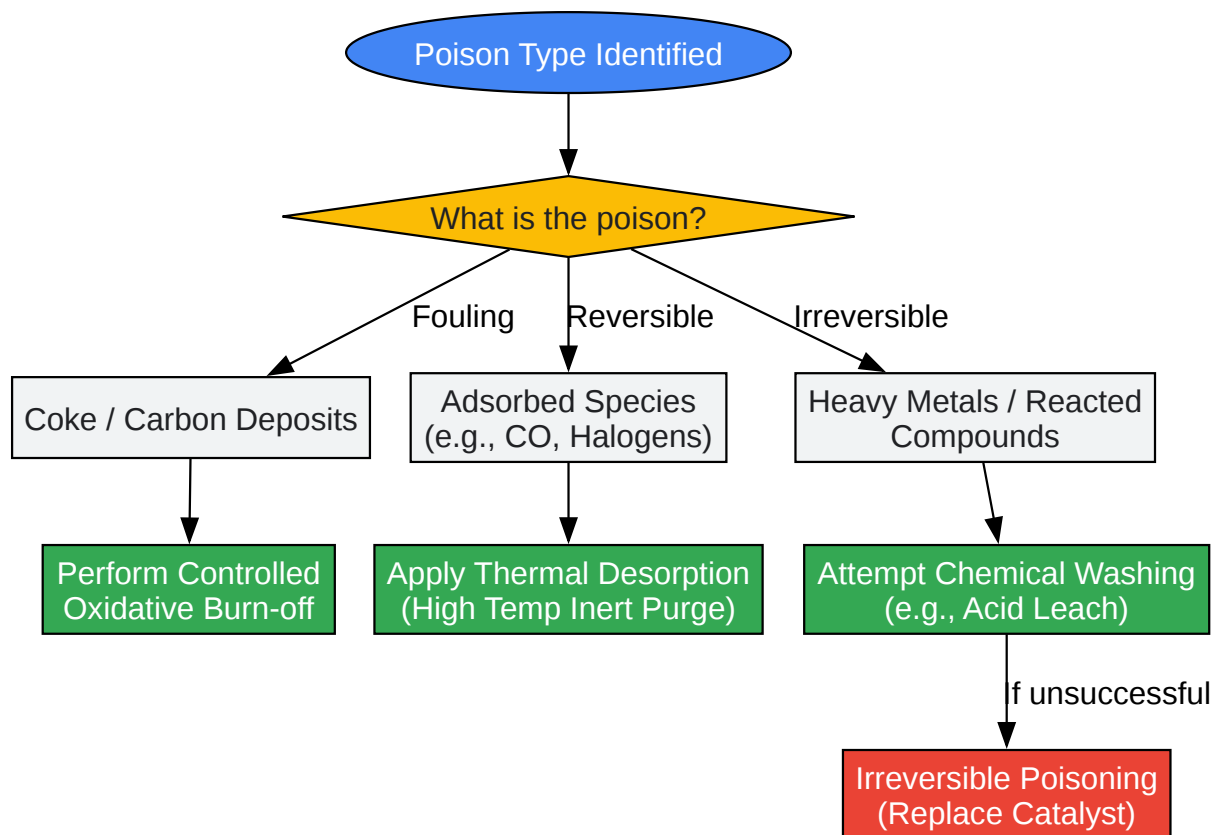 Poison Type Identified
What is the poison?
Fouling
Reversible
Irreversible
Coke / Carbon Deposits
Adsorbed Species
(e.g., CO, Halogens)
Heavy Metals / Reacted
Compounds
Perform Controlled
Oxidative Burn-off
Apply Thermal Desorption
(High Temp Inert Purge)
Attempt Chemical Washing
(e.g., Acid Leach)
If unsuccessful
Irreversible Poisoning
(Replace Catalyst)